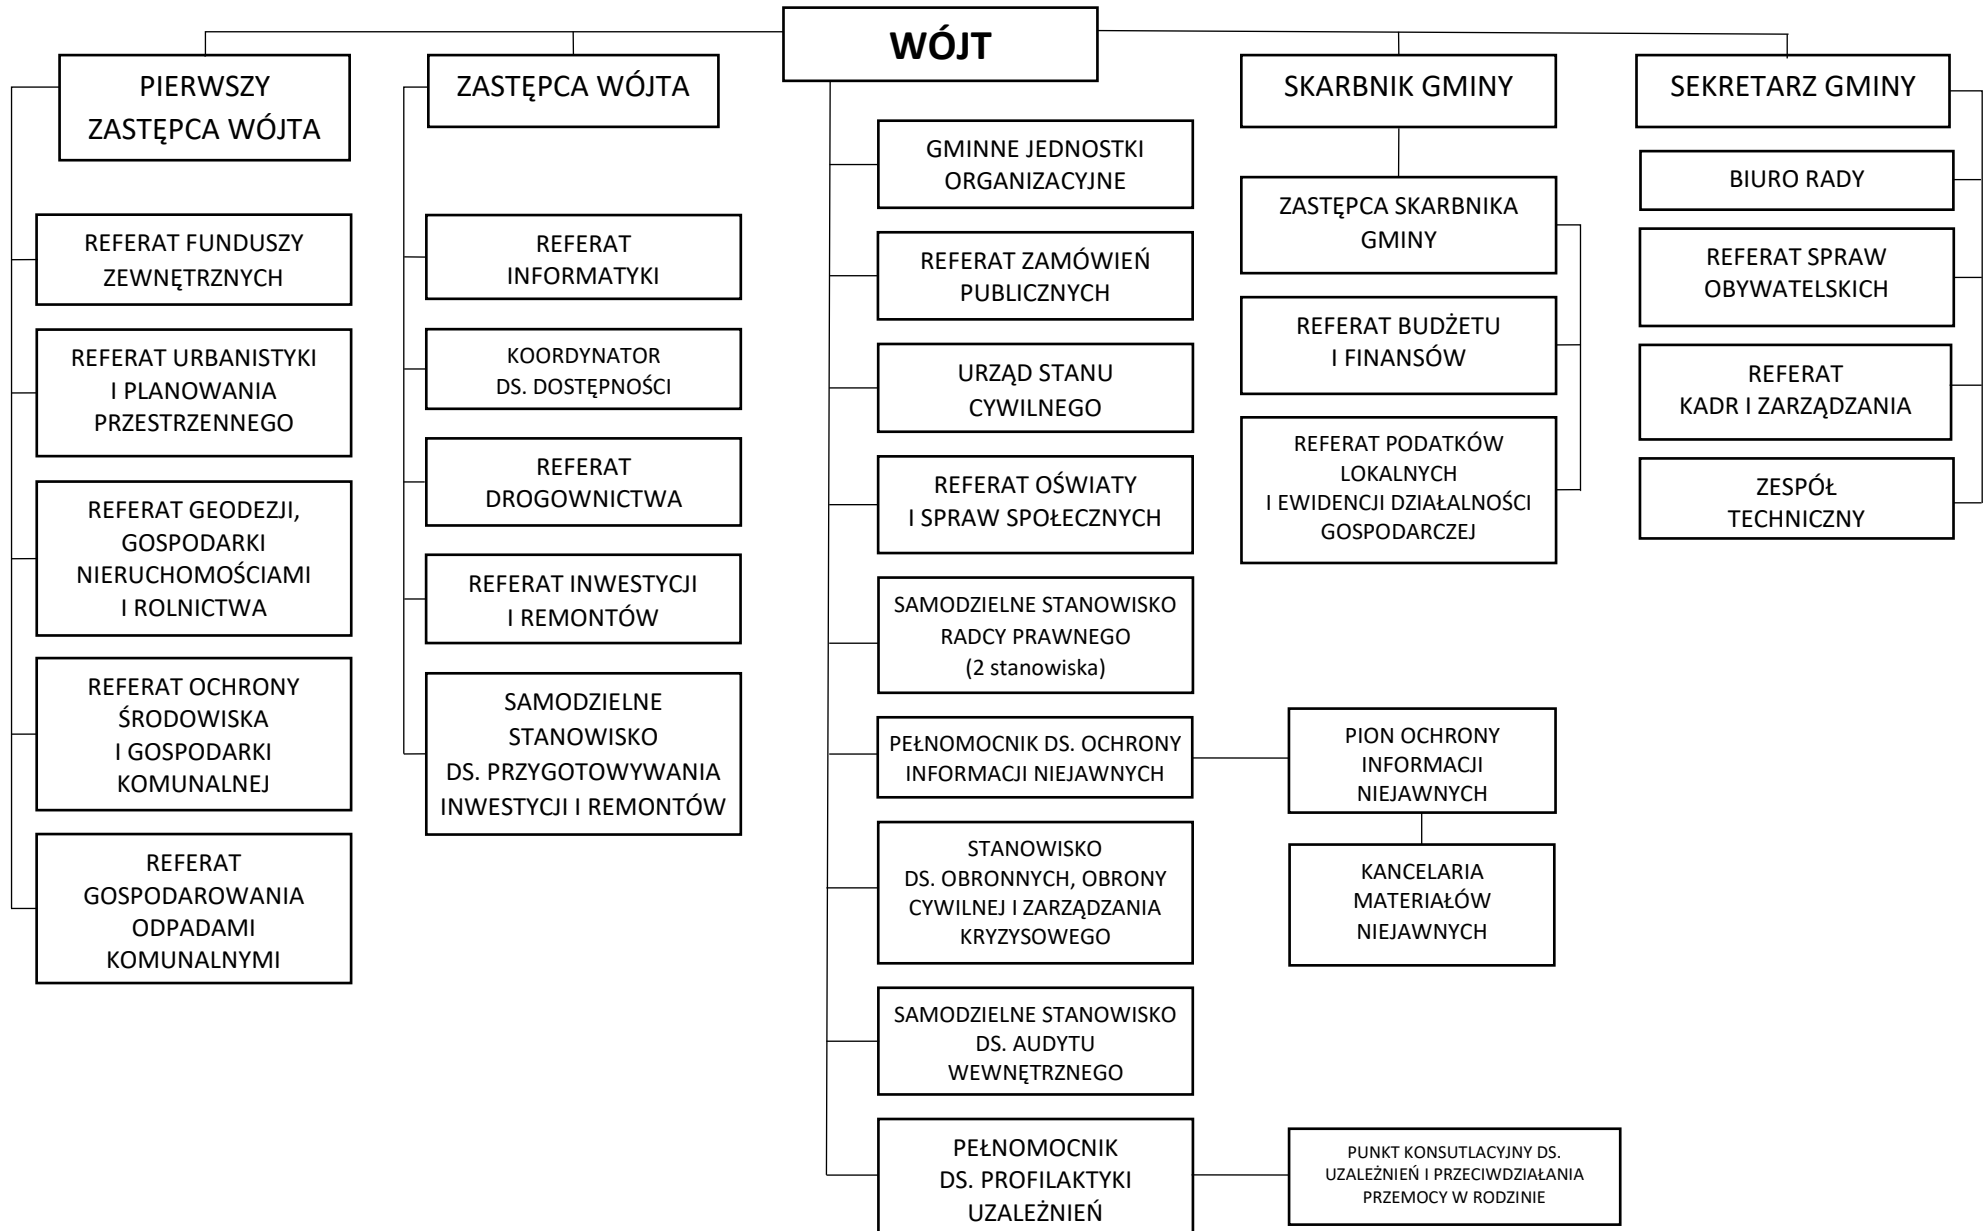 WÓJT
PIERWSZY
ZASTĘPCA WÓJTA
REFERAT FUNDUSZY
ZEWNĘTRZNYCH
REFERAT URBANISTYKI
I PLANOWANIA
PRZESTRZENNEGO
REFERAT GEODEZJI,
GOSPODARKI
NIERUCHOMOŚCIAMI
I ROLNICTWA
REFERAT OCHRONY
ŚRODOWISKA
I GOSPODARKI
KOMUNALNEJ
REFERAT
GOSPODAROWANIA
ODPADAMI
KOMUNALNYMI
ZASTĘPCA WÓJTA
REFERAT
INFORMATYKI
KOORDYNATOR
DS. DOSTĘPNOŚCI
REFERAT
DROGOWNICTWA
REFERAT INWESTYCJI
I REMONTÓW
SAMODZIELNE
STANOWISKO
DS. PRZYGOTOWYWANIA
INWESTYCJI I REMONTÓW
GMINNE JEDNOSTKI
ORGANIZACYJNE
REFERAT ZAMÓWIEŃ
PUBLICZNYCH
URZĄD STANU
CYWILNEGO
REFERAT OŚWIATY
I SPRAW SPOŁECZNYCH
SAMODZIELNE STANOWISKO
RADCY PRAWNEGO
(2 stanowiska)
PEŁNOMOCNIK DS. OCHRONY
INFORMACJI NIEJAWNYCH
PION OCHRONY
INFORMACJI
NIEJAWNYCH
KANCELARIA
MATERIAŁÓW
NIEJAWNYCH
STANOWISKO
DS. OBRONNYCH, OBRONY
CYWILNEJ I ZARZĄDZANIA
KRYZYSOWEGO
SAMODZIELNE STANOWISKO
DS. AUDYTU
WEWNĘTRZNEGO
PEŁNOMOCNIK
DS. PROFILAKTYKI
UZALEŻNIEŃ
PUNKT KONSUTLACYJNY DS.
UZALEŻNIEŃ I PRZECIWDZIAŁANIA
PRZEMOCY W RODZINIE
SKARBNIK GMINY
ZASTĘPCA SKARBNIKA
GMINY
REFERAT BUDŻETU
I FINANSÓW
REFERAT PODATKÓW
LOKALNYCH
I EWIDENCJI DZIAŁALNOŚCI
GOSPODARCZEJ
SEKRETARZ GMINY
BIURO RADY
REFERAT SPRAW
OBYWATELSKICH
REFERAT
KADR I ZARZĄDZANIA
ZESPÓŁ
TECHNICZNY